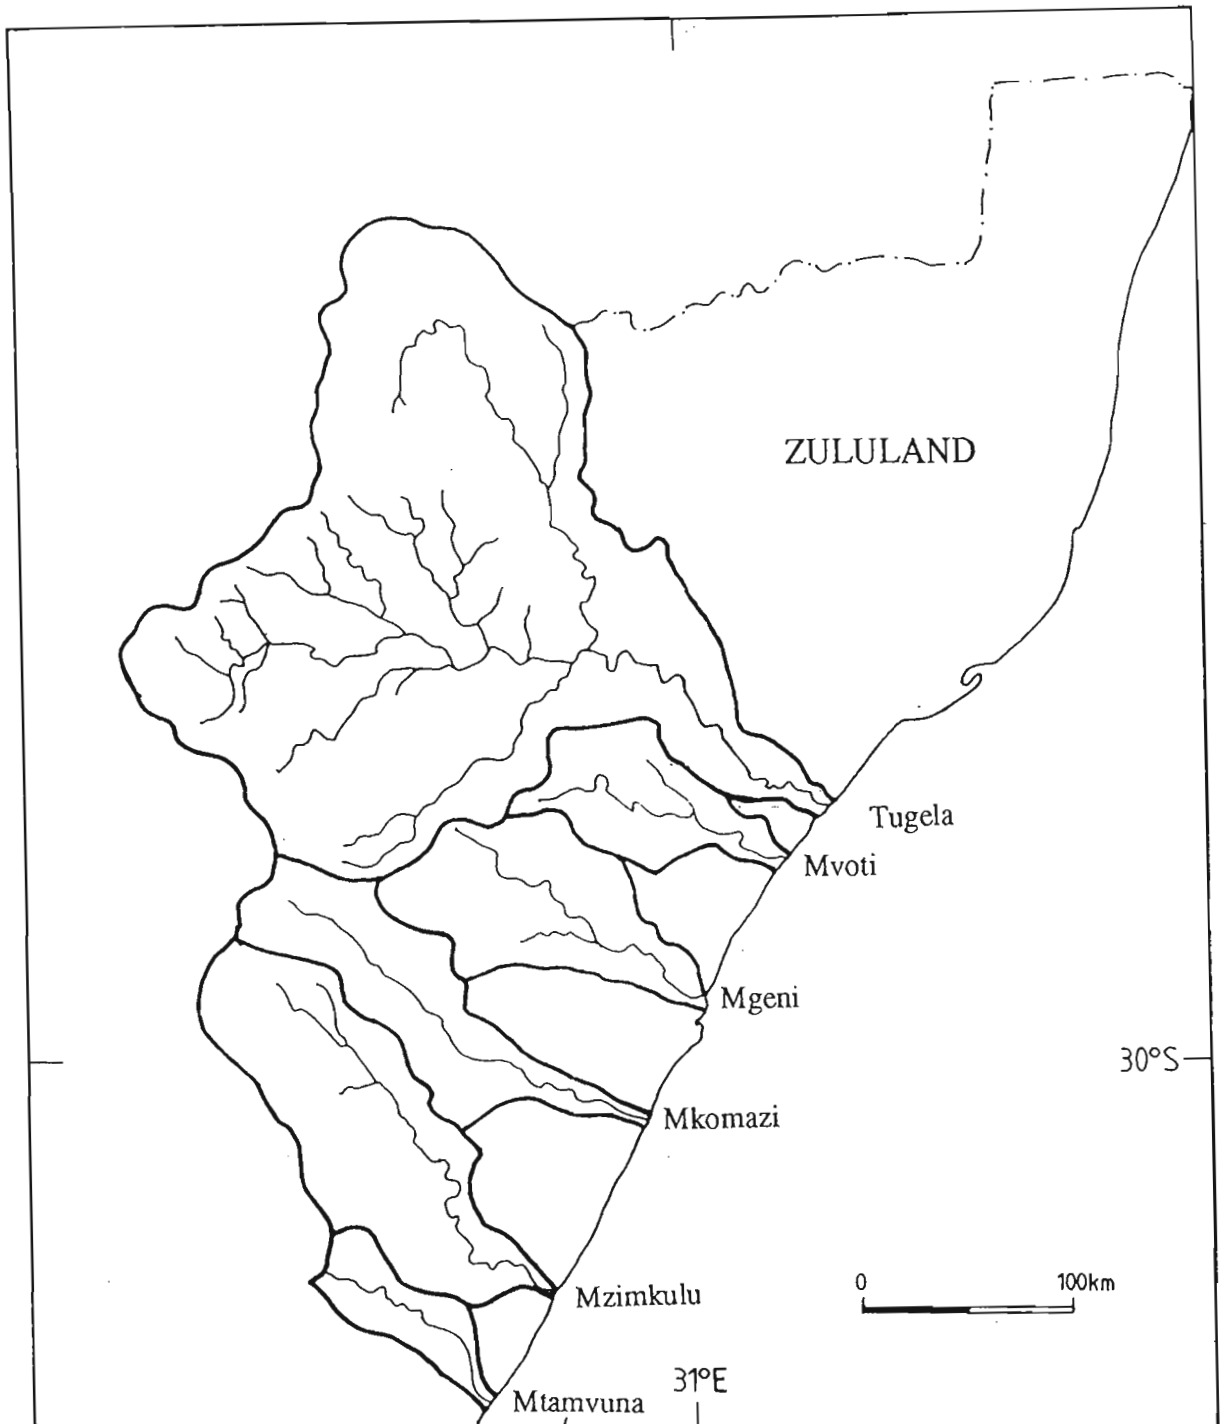 ZULULAND
Tugela
Mvoti
Mgeni
30°S
Mkomazi
0 100km
Mzimkulu
31°E
Mtamvuna